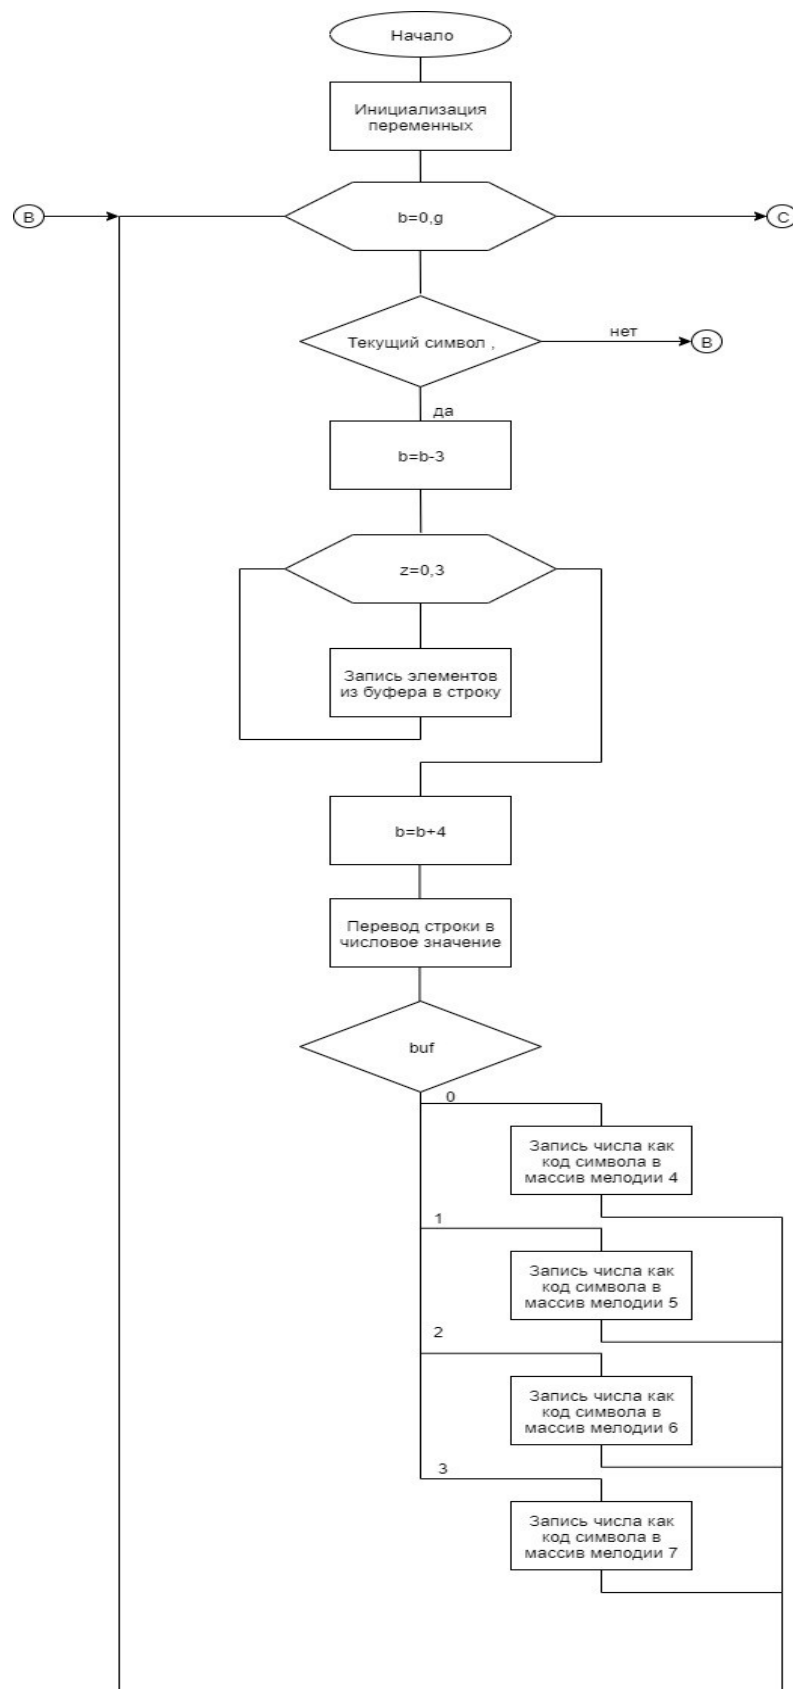 Начало
Инициализация
переменных
B
b=0,g
C
Текущий символ ,
нет
B
да
b=b-3
z=0,3
Запись элементов
из буфера в строку
b=b+4
Перевод строки в
числовое значение
buf
0
Запись числа как
код символа в
массив мелодии 4
1
Запись числа как
код символа в
массив мелодии 5
2
Запись числа как
код символа в
массив мелодии 6
3
Запись числа как
код символа в
массив мелодии 7